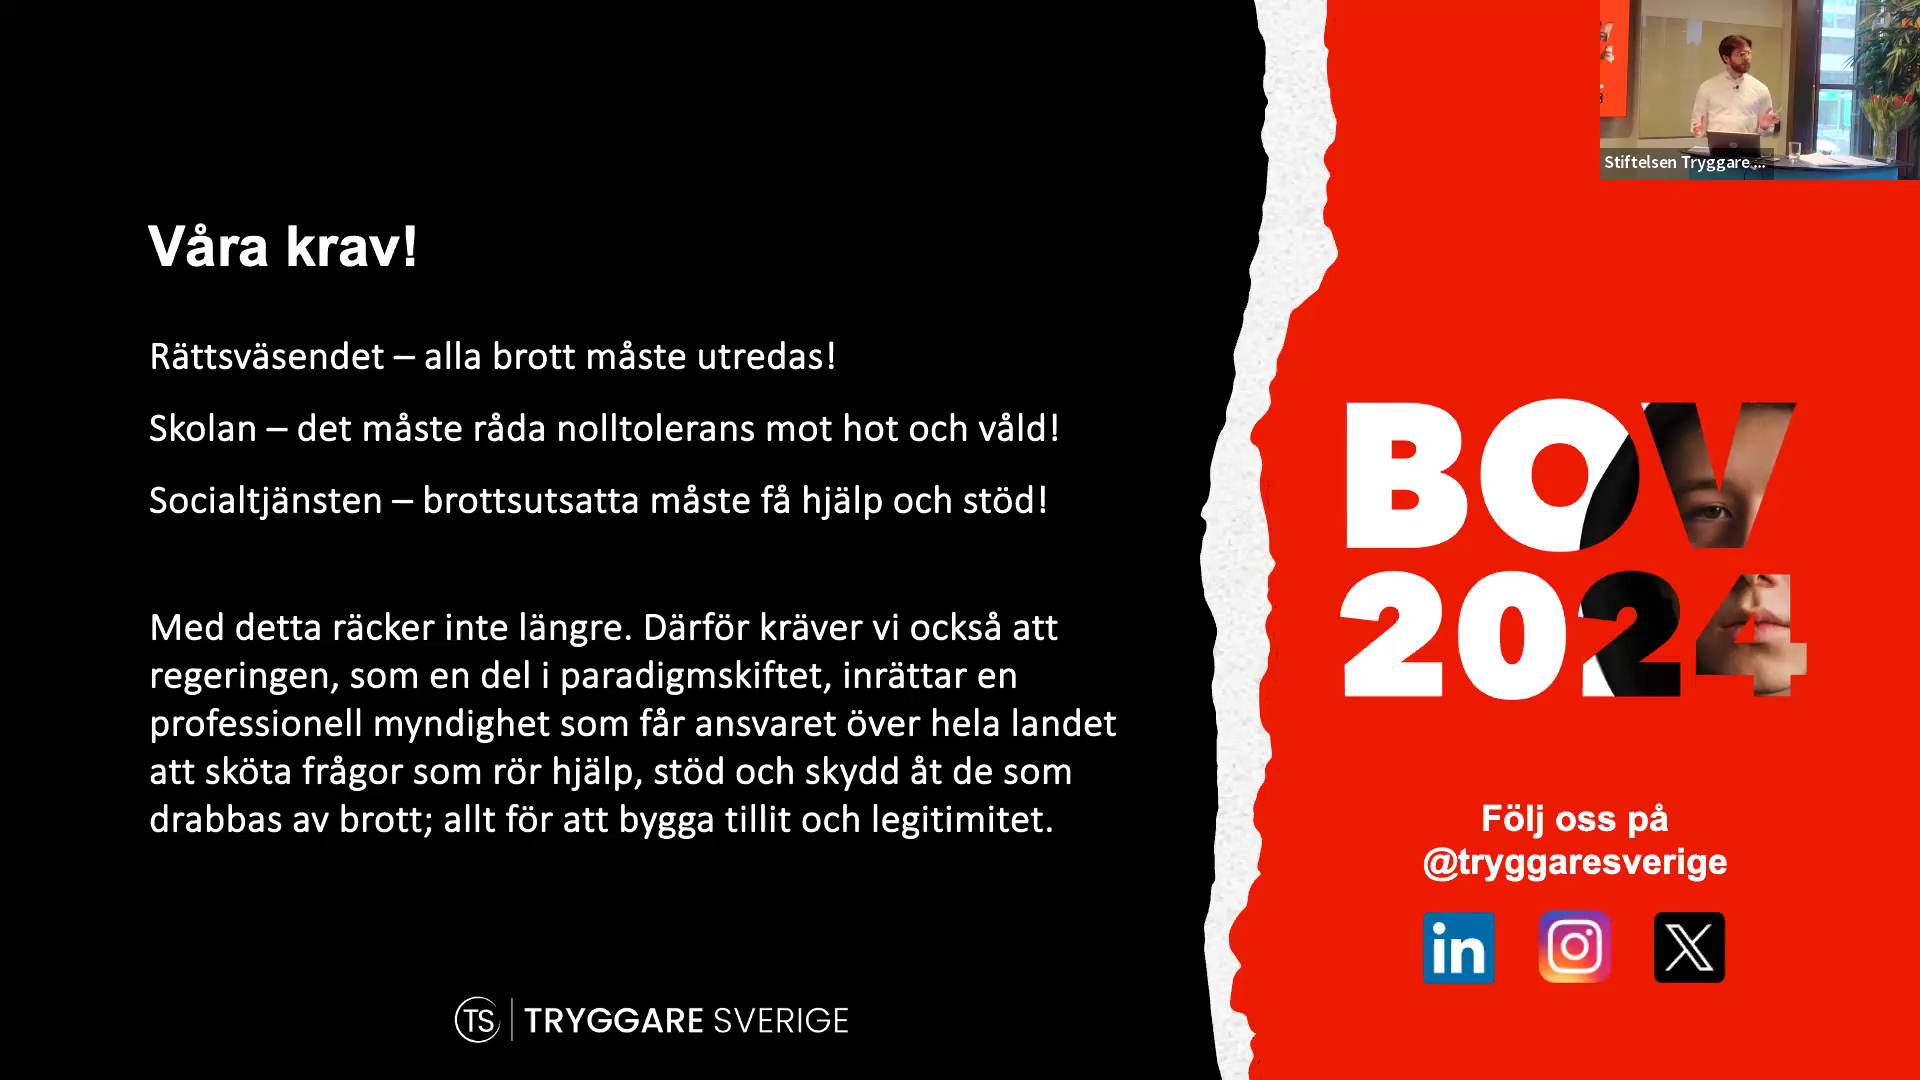 Våra krav!
Rättsväsendet – alla brott måste utredas!
Skolan – det måste råda nolltolerans mot hot och våld!
Socialtjänsten – brottsutsatta måste få hjälp och stöd!
Med detta räcker inte längre. Därför kräver vi också att
regeringen, som en del i paradigmskiftet, inrättar en
professionell myndighet som får ansvaret över hela landet
att sköta frågor som rör hjälp, stöd och skydd åt de som
drabbas av brott; allt för att bygga tillit och legitimitet.
TS TRYGGARE SVERIGE
Stiftelsen Tryggare ...
BOV
2024
Följ oss på
@tryggaresverige
in
X